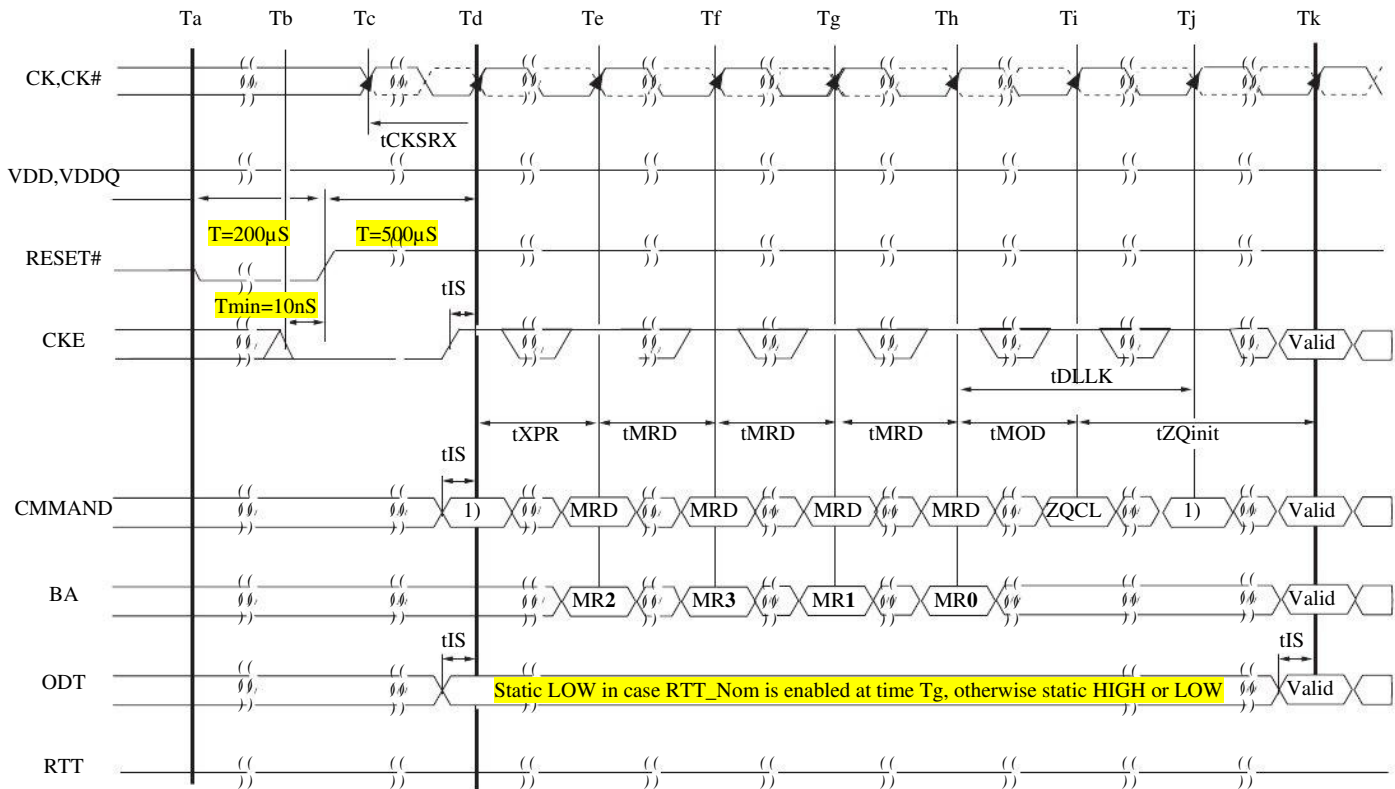 Ta Tb Tc Td Te Tf Tg Th Ti Tj Tk
CK,CK#
tCKSRX
VDD,VDDQ
T=200µS T=500µS
RESET#
Tmin=10nS tIS
CKE Valid
tDLLK
tXPR tMRD tMRD tMRD tMOD tZQinit
tIS
CMMAND 1) MRD MRD MRD MRD ZQCL 1) Valid
BA MR2 MR3 MR1 MR0 Valid
tIS tIS
ODT Static LOW in case RTT_Nom is enabled at time Tg, otherwise static HIGH or LOW Valid
RTT